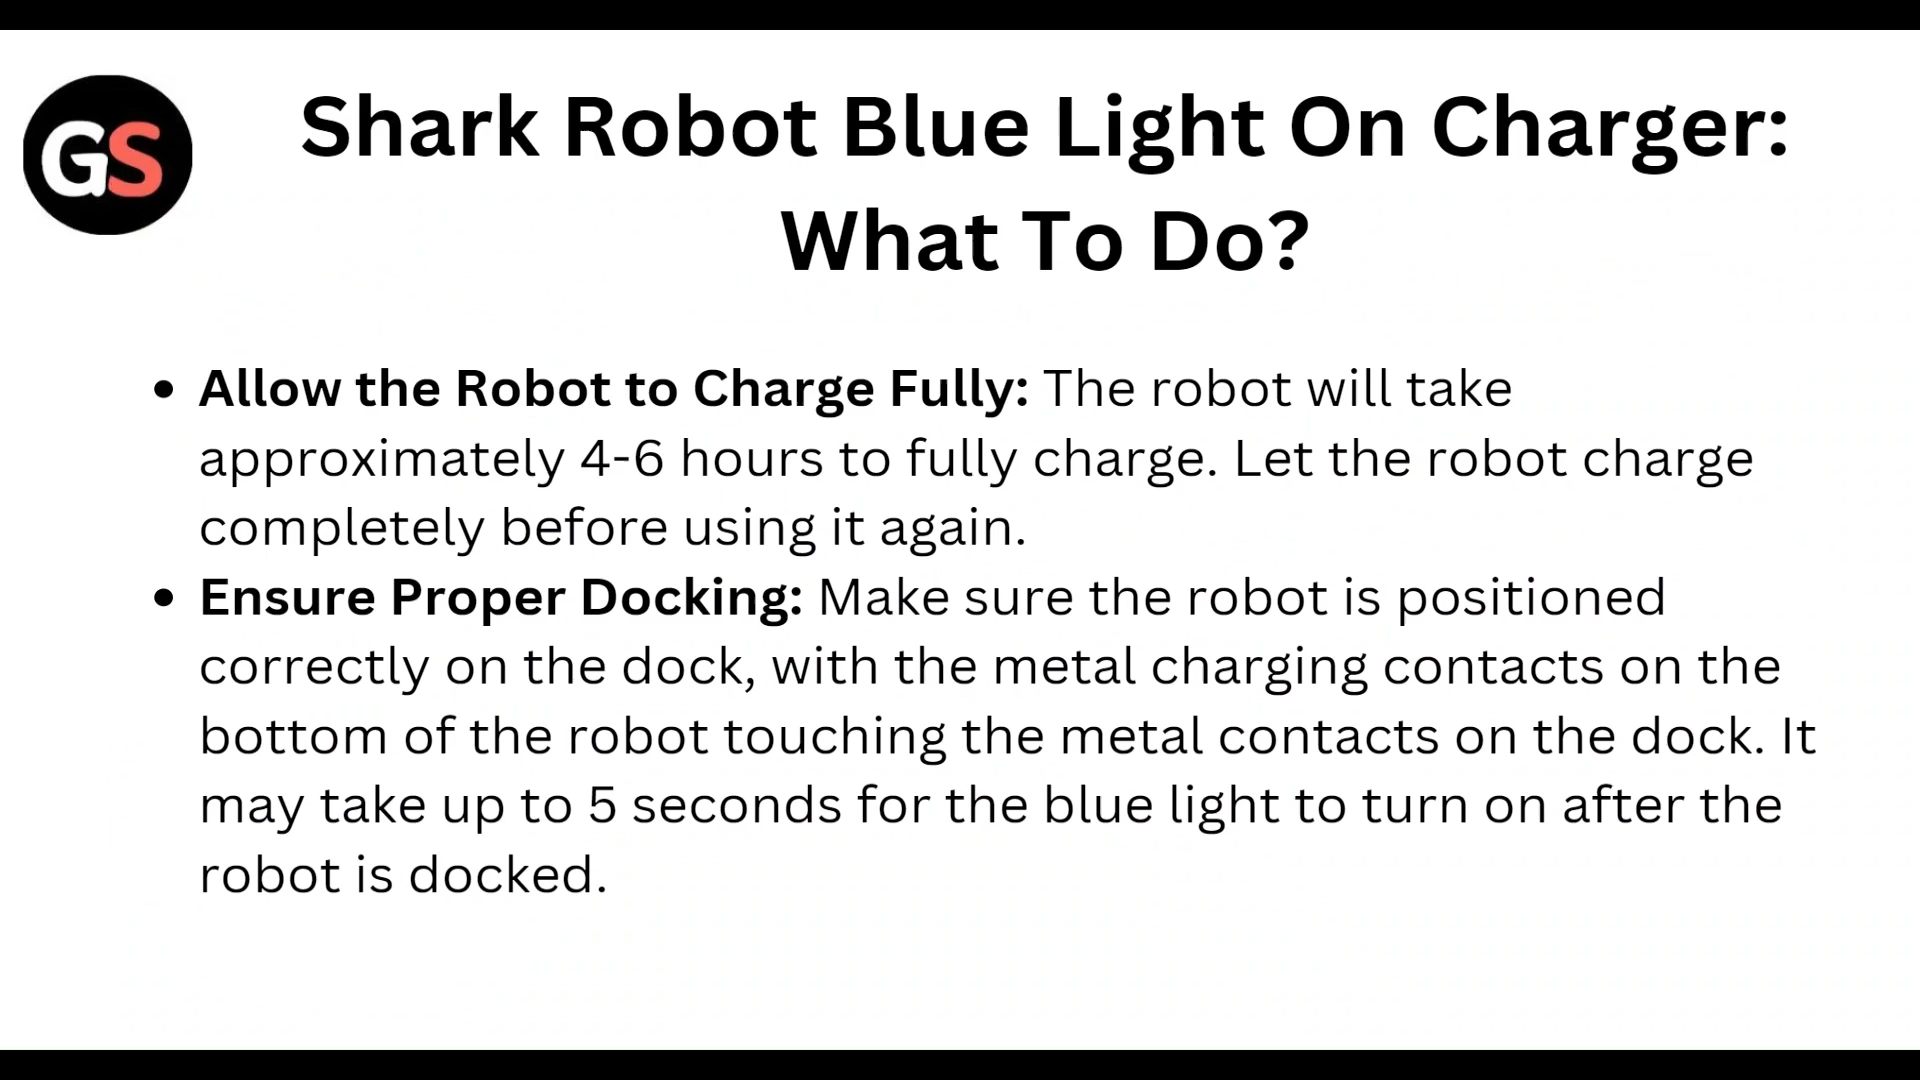 GS
Shark Robot Blue Light On Charger:
What To Do?
• Allow the Robot to Charge Fully: The robot will take
approximately 4-6 hours to fully charge. Let the robot charge
completely before using it again.
• Ensure Proper Docking: Make sure the robot is positioned
correctly on the dock, with the metal charging contacts on the
bottom of the robot touching the metal contacts on the dock. It
may take up to 5 seconds for the blue light to turn on after the
robot is docked.